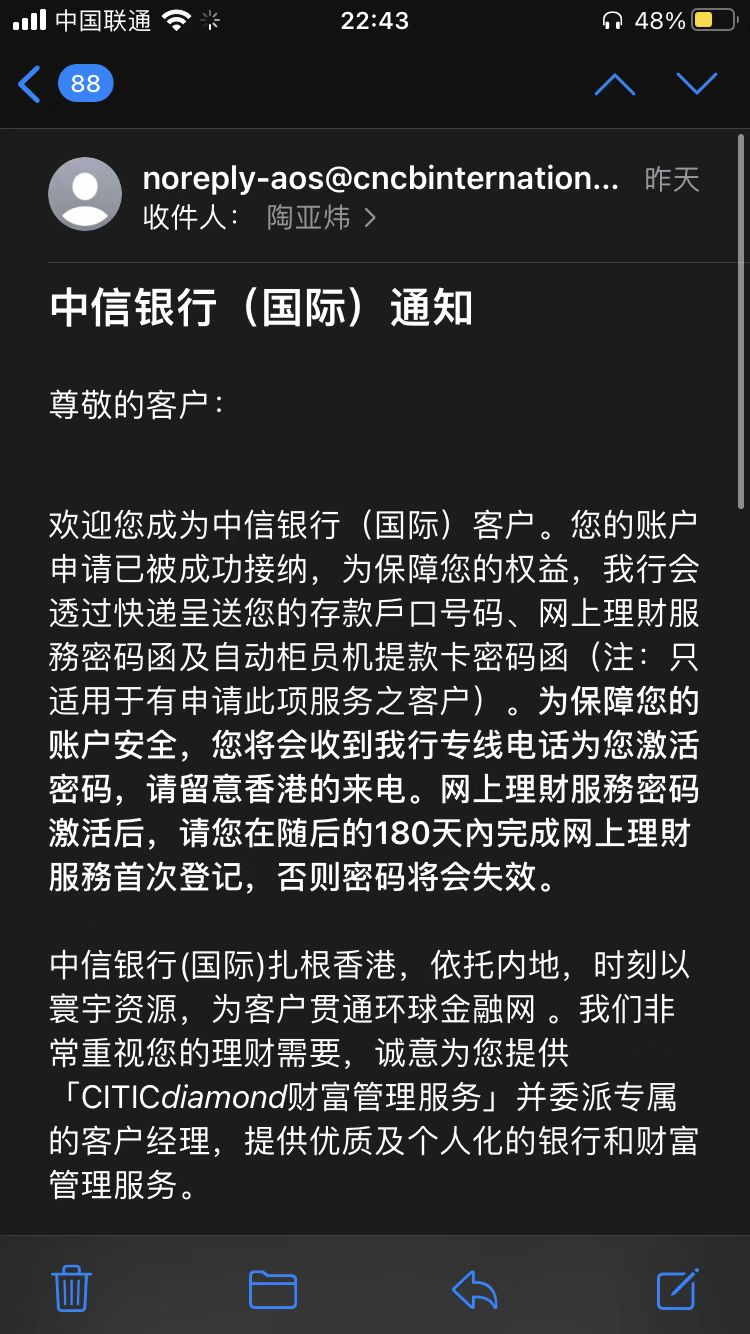 中国联通
22:43
48%
88
noreply-aos@cncbinternation...
昨天
收件人：
陶亚炜
中信银行（国际）通知
尊敬的客户：
欢迎您成为中信银行（国际）客户。您的账户
申请已被成功接纳，为保障您的权益，我行会
透过快递呈送您的存款戶口号码、网上理財服
務密码函及自动柜员机提款卡密码函（注：只
适用于有申请此项服务之客户）。为保障您的
账户安全，您将会收到我行专线电话为您激活
密码，请留意香港的来电。网上理財服務密码
激活后，请您在随后的180天內完成网上理財
服務首次登记，否则密码将会失效。
中信银行(国际)扎根香港，依托内地，时刻以
寰宇资源，为客户贯通环球金融网 。我们非
常重视您的理财需要，诚意为您提供
「CITICdiamond财富管理服务」并委派专属
的客户经理，提供优质及个人化的银行和财富
管理服务。